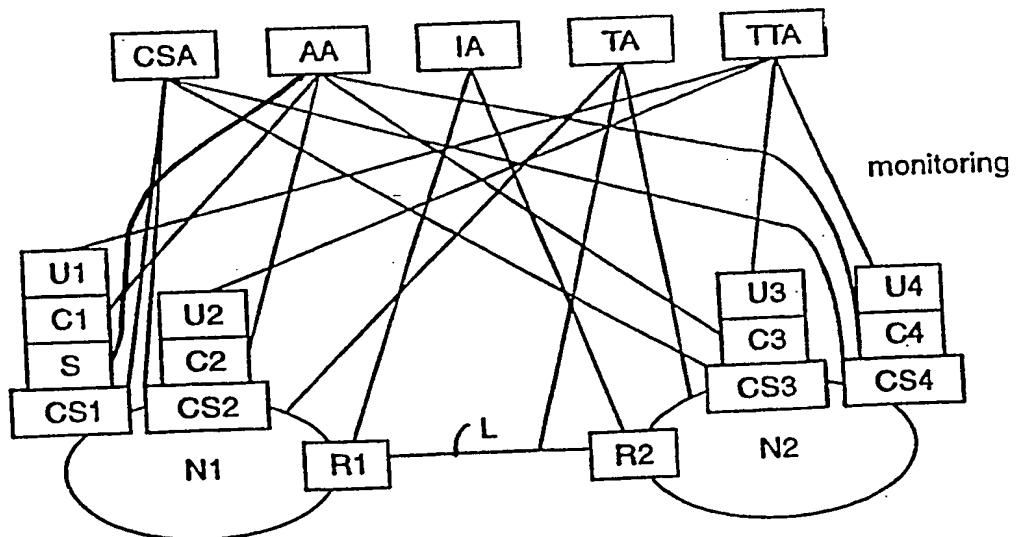 CSA AA IA TA TTA
monitoring
U1
C1
S
CS1
U2
C2
CS2
N1
R1
L
R2
U3
C3
CS3
N2
U4
C4
CS4